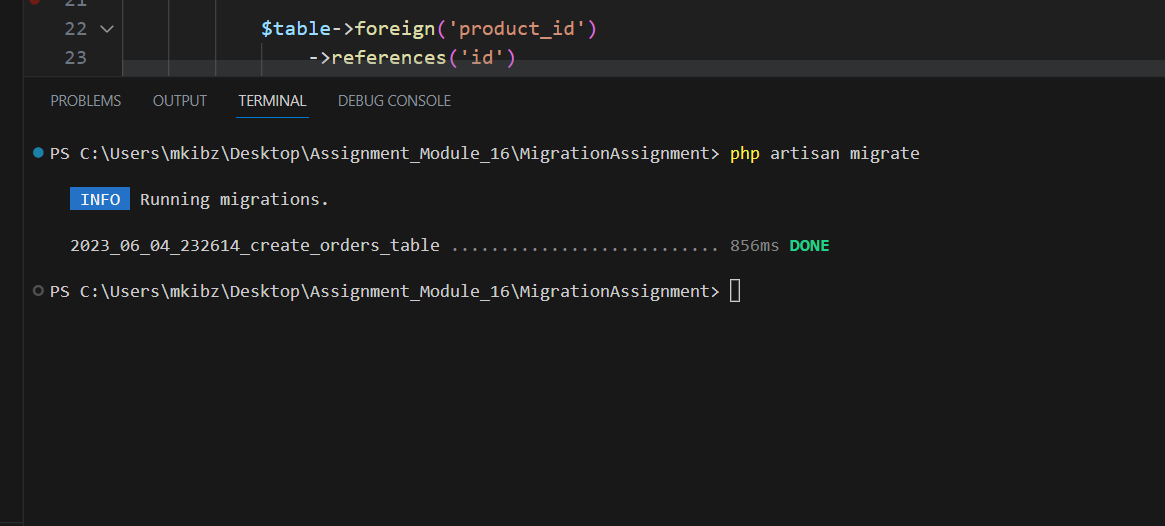 21
22 $table->foreign('product_id')
23 ->references('id')
PROBLEMS OUTPUT TERMINAL DEBUG CONSOLE
PS C:\Users\mkibz\Desktop\Assignment_Module_16\MigrationAssignment> php artisan migrate
INFO Running migrations.
2023_06_04_232614_create_orders_table ........................... 856ms DONE
PS C:\Users\mkibz\Desktop\Assignment_Module_16\MigrationAssignment>